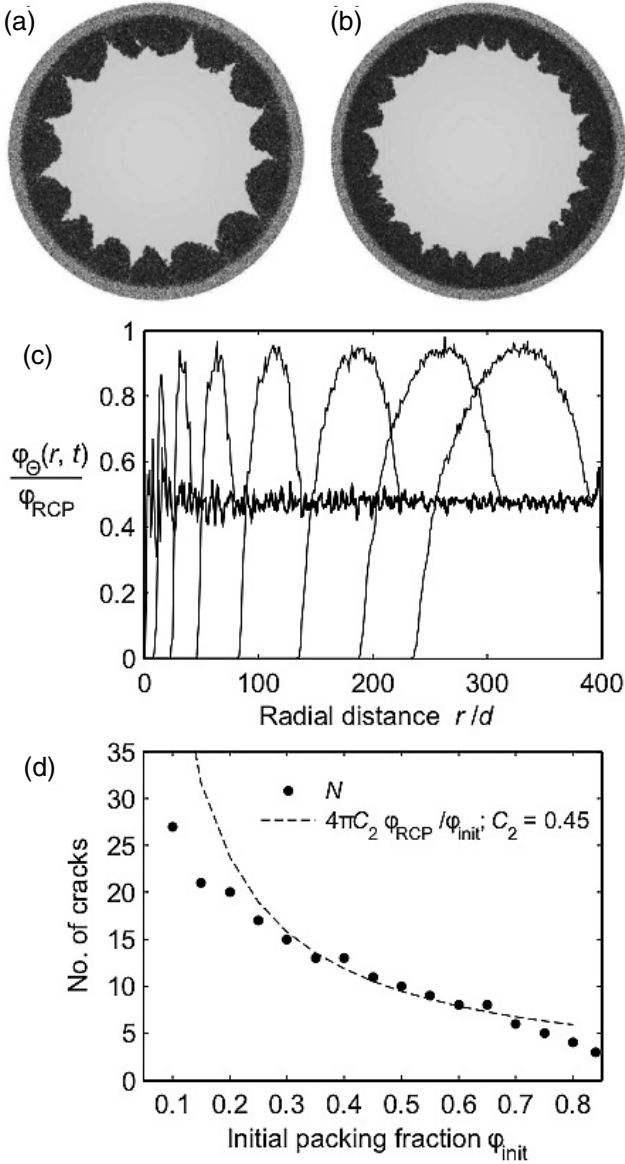 (a)
(b)
(c)
1
0.8
0.6
0.4
0.2
0
φΘ(r, t)
φRCP
0
100
200
300
400
Radial distance r/d
(d)
35
30
25
20
15
10
5
0
No. of cracks
N
4πC2 φRCP/φinit; C2 = 0.45
0.1
0.2
0.3
0.4
0.5
0.6
0.7
0.8
Initial packing fraction φinit